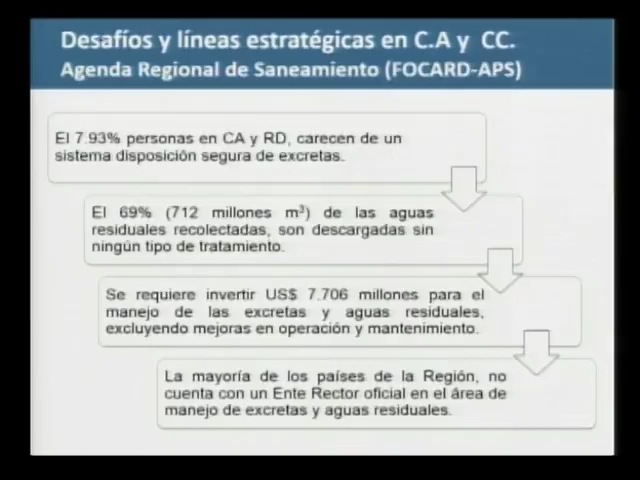 Desafíos y líneas estratégicas en C.A y CC.
Agenda Regional de Saneamiento (FOCARD-APS)
El 7.93% personas en CA y RD, carecen de un
sistema disposición segura de excretas.
El 69% (712 millones m³) de las aguas
residuales recolectadas, son descargadas sin
ningún tipo de tratamiento.
Se requiere invertir US$ 7.706 millones para el
manejo de las excretas y aguas residuales,
excluyendo mejoras en operación y mantenimiento.
La mayoría de los países de la Región, no
cuenta con un Ente Rector oficial en el área de
manejo de excretas y aguas residuales.